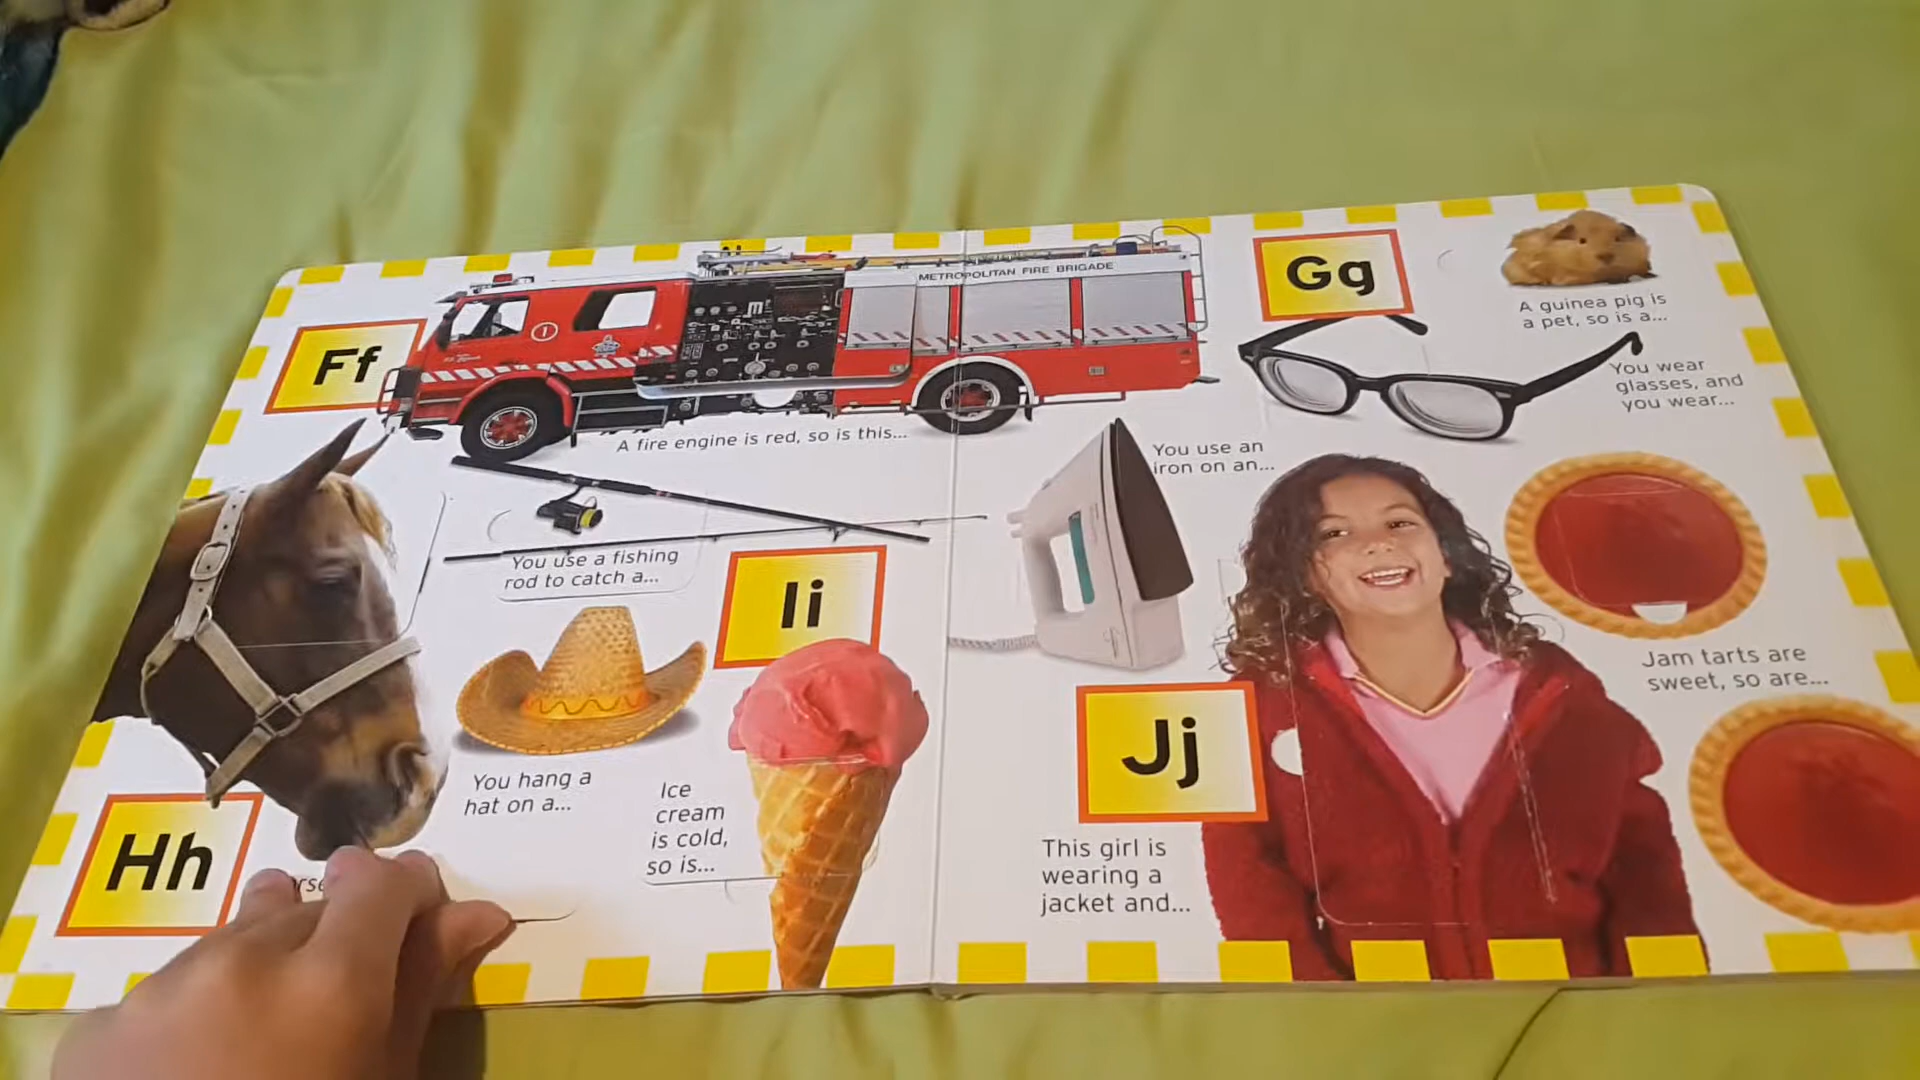 Ff
METROPOLITAN FIRE BRIGADE
1
A fire engine is red, so is this...
Gg
A guinea pig is
a pet, so is a...
You wear
glasses, and
you wear...
You use a fishing
rod to catch a...
You use an
iron on an...
Ii
Hh
You hang a
hat on a...
Ice
cream
is cold,
so is...
Jj
This girl is
wearing a
jacket and...
Jam tarts are
sweet, so are...